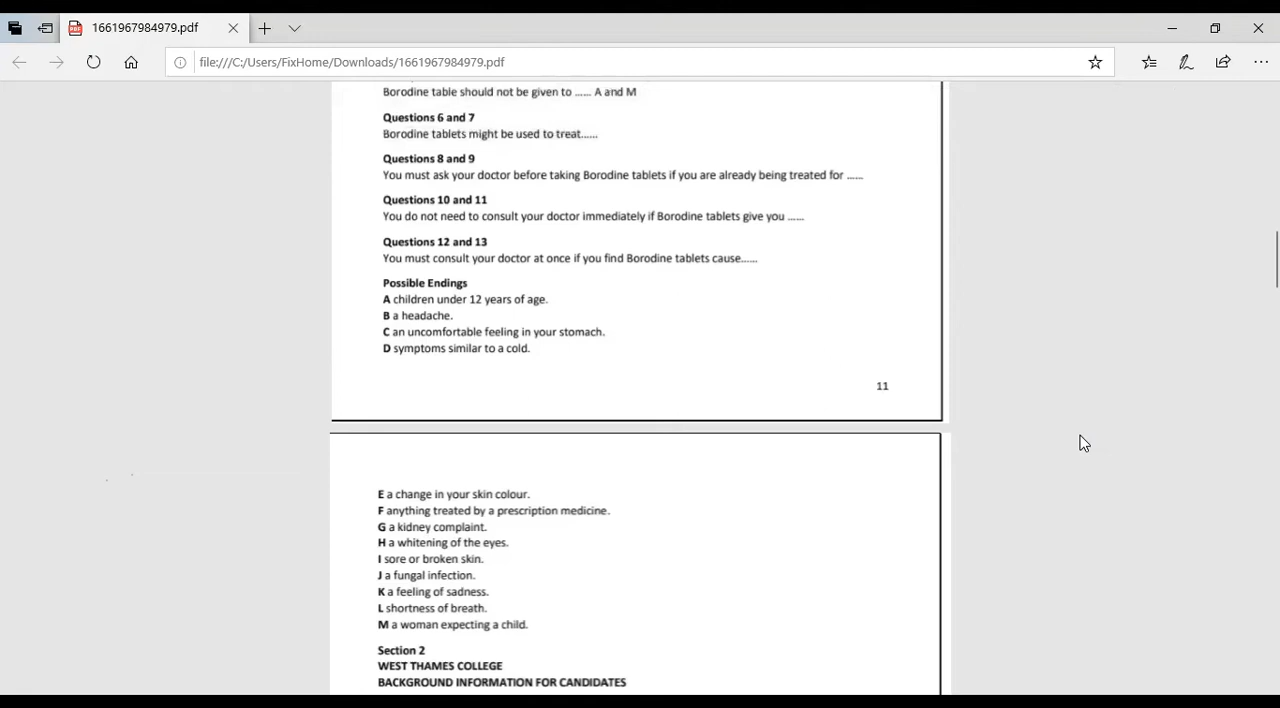 1661967984979.pdf
file:///C:/Users/FixHome/Downloads/1661967984979.pdf
Borodine table should not be given to ...... A and M
Questions 6 and 7
Borodine tablets might be used to treat......
Questions 8 and 9
You must ask your doctor before taking Borodine tablets if you are already being treated for ......
Questions 10 and 11
You do not need to consult your doctor immediately if Borodine tablets give you ......
Questions 12 and 13
You must consult your doctor at once if you find Borodine tablets cause......
Possible Endings
A children under 12 years of age.
B a headache.
C an uncomfortable feeling in your stomach.
D symptoms similar to a cold.
11
E a change in your skin colour.
F anything treated by a prescription medicine.
G a kidney complaint.
H a whitening of the eyes.
I sore or broken skin.
J a fungal infection.
K a feeling of sadness.
L shortness of breath.
M a woman expecting a child.
Section 2
WEST THAMES COLLEGE
BACKGROUND INFORMATION FOR CANDIDATES